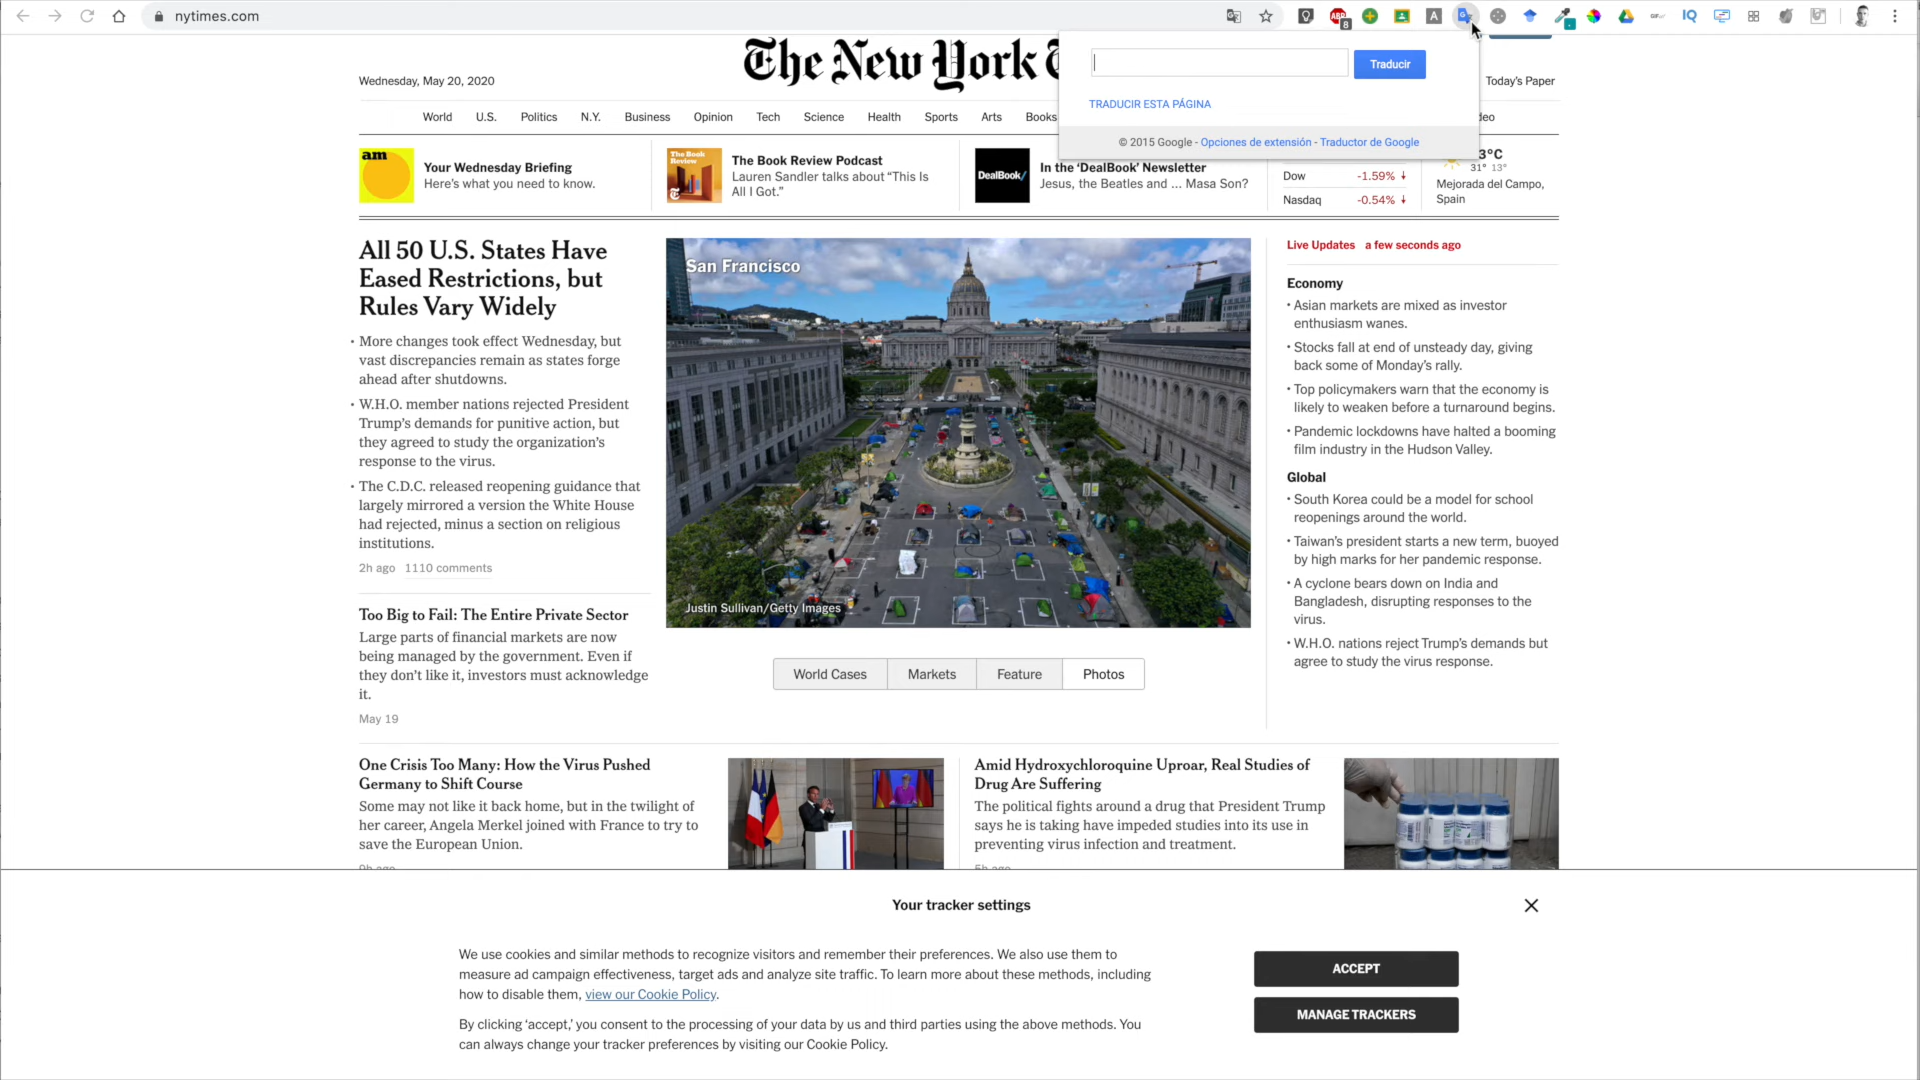 nytimes.com
ABP
8
A
GIF
IQ
The New York
Wednesday, May 20, 2020
Traducir
Today's Paper
TRADUCIR ESTA PÁGINA
World U.S. Politics N.Y. Business Opinion Tech Science Health Sports Arts Books
deo
© 2015 Google - Opciones de extensión - Traductor de Google
am
Your Wednesday Briefing
Here's what you need to know.
The Book Review
The Book Review Podcast
Lauren Sandler talks about “This Is
All I Got.”
DealBook/
In the ‘DealBook’ Newsletter
Jesus, the Beatles and ... Masa Son?
Dow -1.59%
Nasdaq -0.54%
3°C
31° 13°
Mejorada del Campo,
Spain
All 50 U.S. States Have
Eased Restrictions, but
Rules Vary Widely
• More changes took effect Wednesday, but
vast discrepancies remain as states forge
ahead after shutdowns.
• W.H.O. member nations rejected President
Trump's demands for punitive action, but
they agreed to study the organization's
response to the virus.
• The C.D.C. released reopening guidance that
largely mirrored a version the White House
had rejected, minus a section on religious
institutions.
2h ago 1110 comments
Too Big to Fail: The Entire Private Sector
Large parts of financial markets are now
being managed by the government. Even if
they don't like it, investors must acknowledge
it.
May 19
San Francisco
Justin Sullivan/Getty Images
World Cases Markets Feature Photos
Live Updates a few seconds ago
Economy
• Asian markets are mixed as investor
enthusiasm wanes.
• Stocks fall at end of unsteady day, giving
back some of Monday's rally.
• Top policymakers warn that the economy is
likely to weaken before a turnaround begins.
• Pandemic lockdowns have halted a booming
film industry in the Hudson Valley.
Global
• South Korea could be a model for school
reopenings around the world.
• Taiwan's president starts a new term, buoyed
by high marks for her pandemic response.
• A cyclone bears down on India and
Bangladesh, disrupting responses to the
virus.
• W.H.O. nations reject Trump's demands but
agree to study the virus response.
One Crisis Too Many: How the Virus Pushed
Germany to Shift Course
Some may not like it back home, but in the twilight of
her career, Angela Merkel joined with France to try to
save the European Union.
9h ago
Amid Hydroxychloroquine Uproar, Real Studies of
Drug Are Suffering
The political fights around a drug that President Trump
says he is taking have impeded studies into its use in
preventing virus infection and treatment.
5h ago
Your tracker settings
We use cookies and similar methods to recognize visitors and remember their preferences. We also use them to
measure ad campaign effectiveness, target ads and analyze site traffic. To learn more about these methods, including
how to disable them, view our Cookie Policy.
By clicking ‘accept,’ you consent to the processing of your data by us and third parties using the above methods. You
can always change your tracker preferences by visiting our Cookie Policy.
ACCEPT
MANAGE TRACKERS